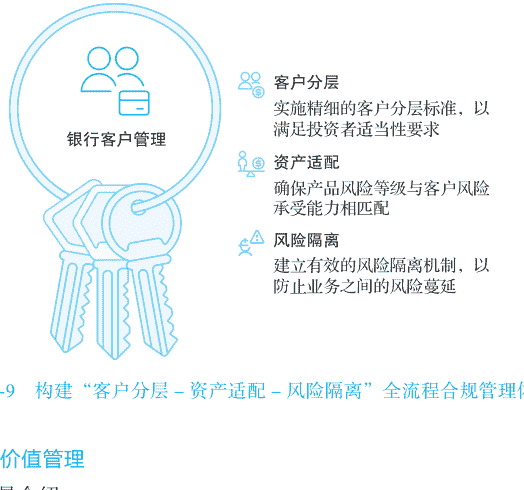 银行客户管理
客户分层
实施精细的客户分层标准，以
满足投资者适当性要求
资产适配
确保产品风险等级与客户风险
承受能力相匹配
风险隔离
建立有效的风险隔离机制，以
防止业务之间的风险蔓延
-9 构建“客户分层 – 资产适配 – 风险隔离”全流程合规管理体
价值管理